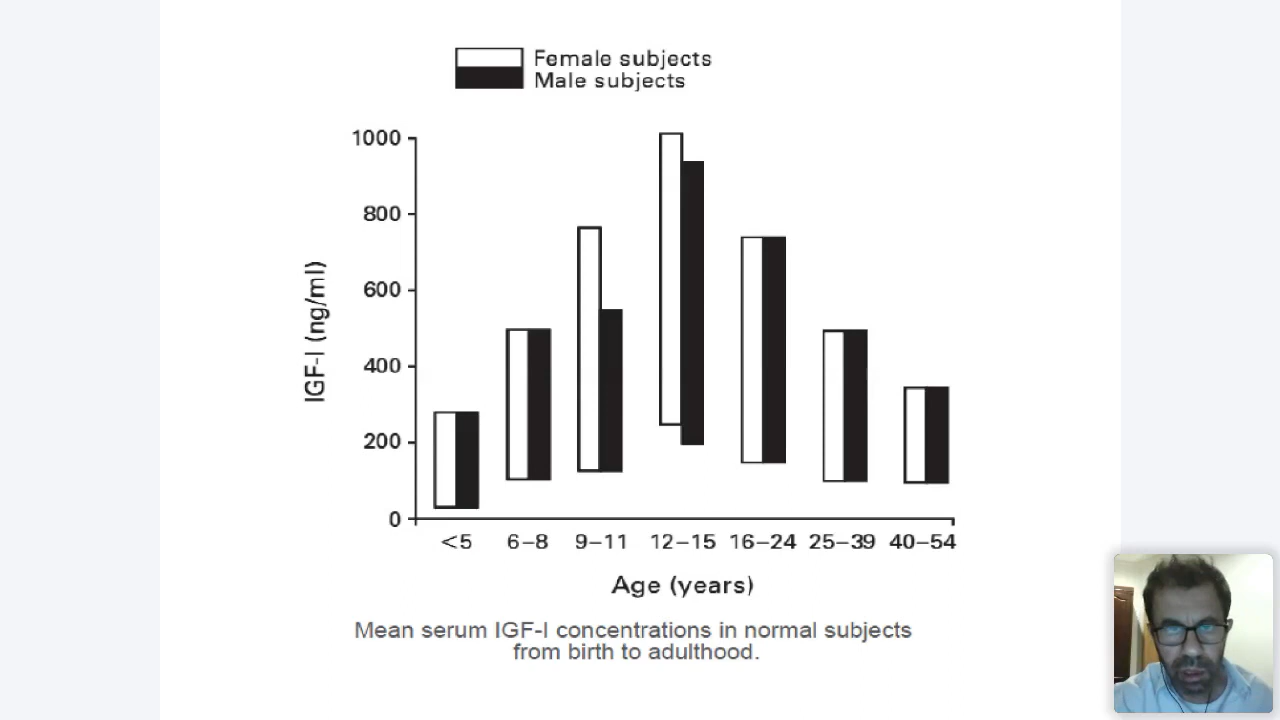 Female subjects
Male subjects
1000
800
600
400
200
0
IGF-I (ng/ml)
<5 6–8 9–11 12–15 16–24 25–39 40–54
Age (years)
Mean serum IGF-I concentrations in normal subjects
from birth to adulthood.